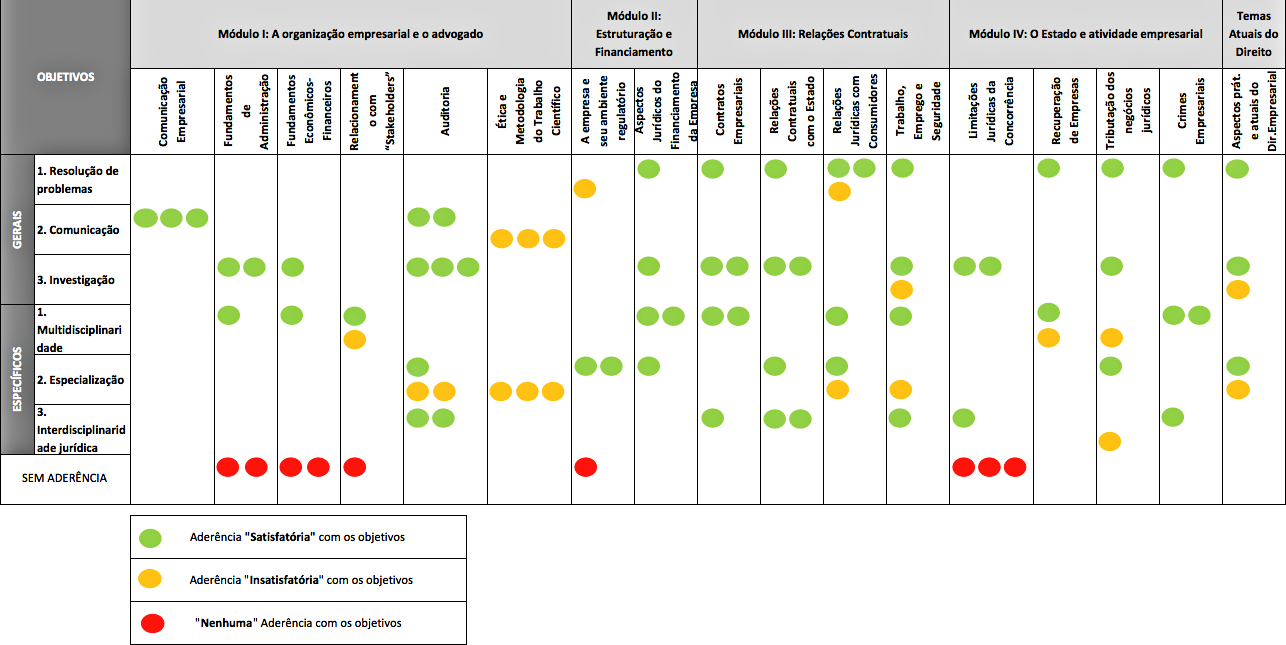 OBJETIVOS
Módulo I: A organização empresarial e o advogado
Módulo II:
Estruturação e
Financiamento
Módulo III: Relações Contratuais
Módulo IV: O Estado e atividade empresarial
Temas
Atuais do
Direito
Comunicação
Empresarial
Fundamentos
de
Administração
Fundamentos
Econômicos-
Financeiros
Relacionament
o com
“Stakeholders”
Auditoria
Ética e
Metodologia
do Trabalho
Científico
A empresa e
seu ambiente
regulatório
Aspectos
Jurídicos do
Financiamento
da Empresa
Contratos
Empresariais
Relações
Contratuais
com o Estado
Relações
Jurídicas com
Consumidores
Trabalho,
Emprego e
Seguridade
Limitações
Jurídicas da
Concorrência
Recuperação
de Empresas
Tributação dos
negócios
jurídicos
Crimes
Empresariais
Aspectos prát.
e atuais do
Dir.Empresarial
GERAIS
1. Resolução de
problemas
2. Comunicação
3. Investigação
ESPECÍFICOS
1.
Multidisciplinari
dade
2. Especialização
3.
Interdisciplinarid
ade jurídica
SEM ADERÊNCIA
Aderência "Satisfatória" com os objetivos
Aderência "Insatisfatória" com os objetivos
"Nenhuma" Aderência com os objetivos